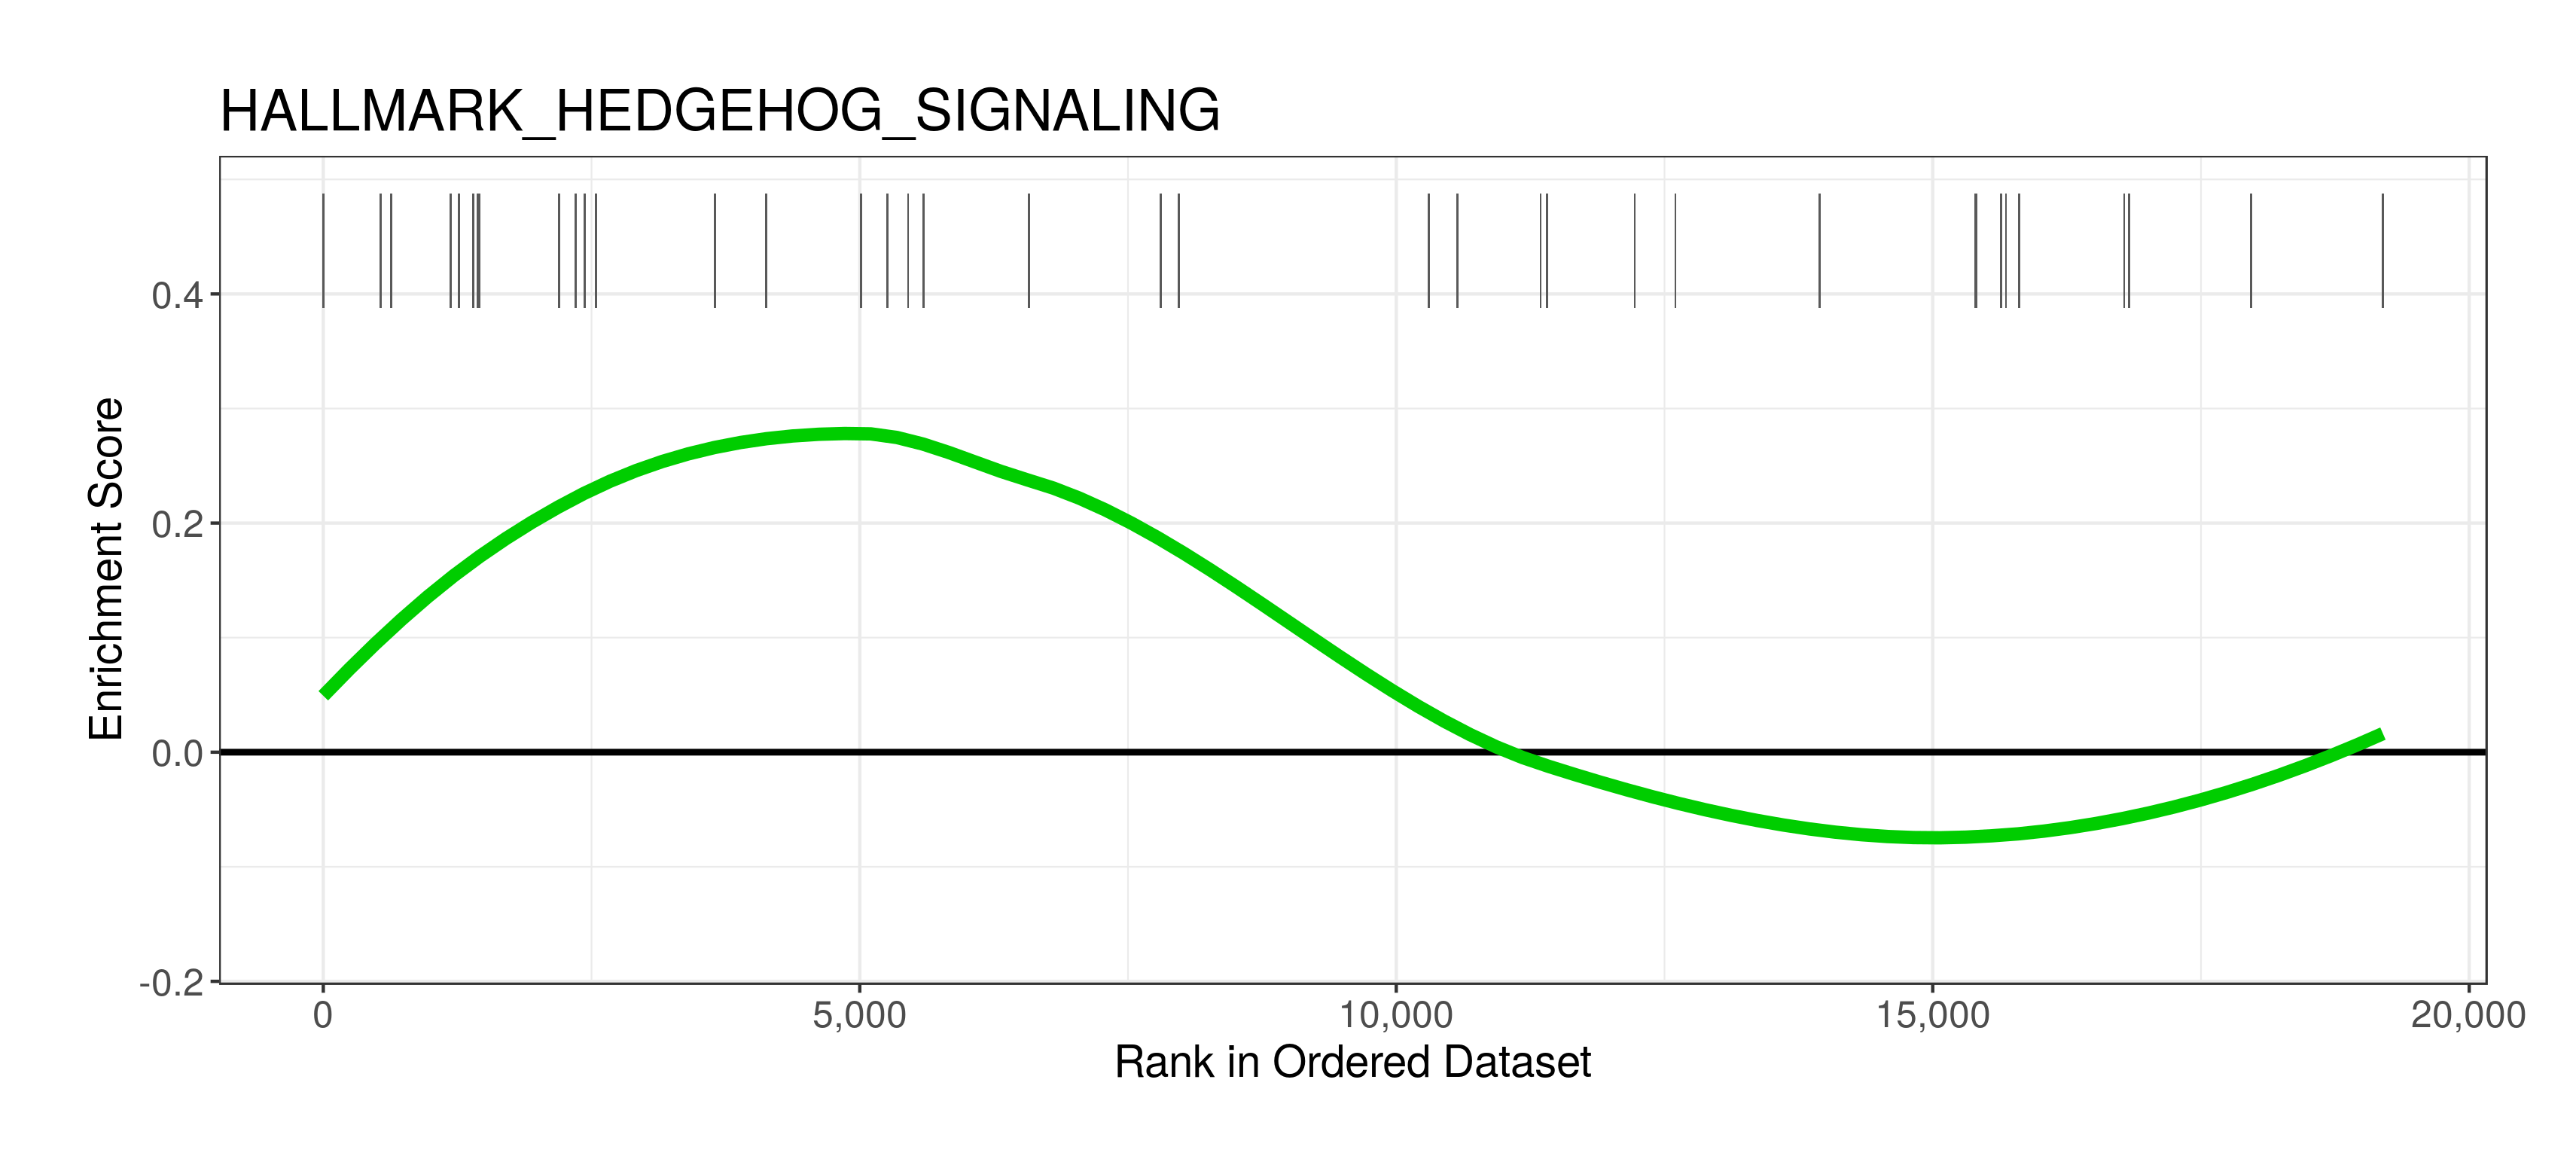 HALLMARK_HEDGEHOG_SIGNALING
Enrichment Score
0.4
0.2
0.0
-0.2
0 5,000 10,000 15,000 20,000
Rank in Ordered Dataset